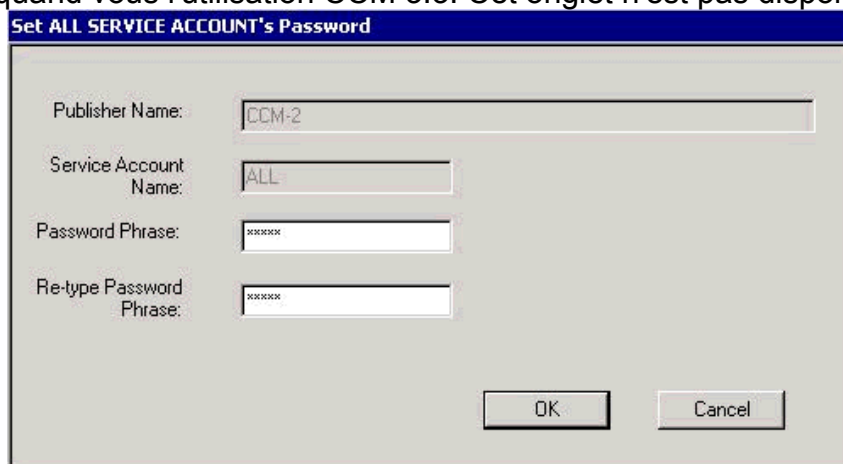 quand vous l'utilisation CCM 3.3. Cet onglet n'est pas dispon
Set ALL SERVICE ACCOUNT's Password
Publisher Name: CCM-2
Service Account Name: ALL
Password Phrase: *****
Re-type Password Phrase: *****
OK Cancel